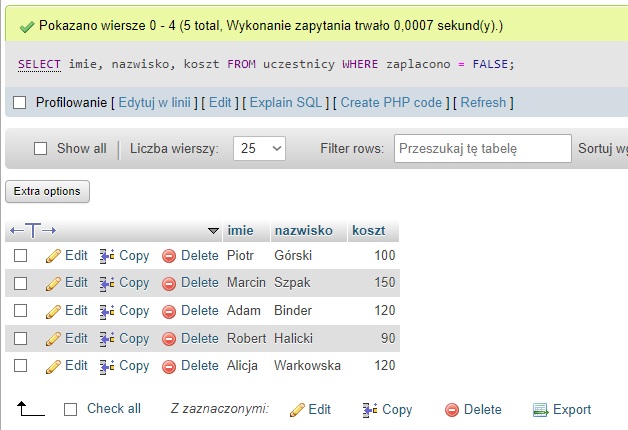 Pokazano wiersze 0 - 4 (5 total, Wykonanie zapytania trwało 0,0007 sekund(y).)
SELECT imie, nazwisko, koszt FROM uczestnicy WHERE zaplacono = FALSE;
Profilowanie [ Edytuj w linii ] [ Edit ] [ Explain SQL ] [ Create PHP code ] [ Refresh ]
Show all Liczba wierszy: 25 Filter rows: Przeszukaj tę tabelę Sortuj wg
Extra options
imie nazwisko koszt
Edit Copy Delete Piotr Górski 100
Edit Copy Delete Marcin Szpak 150
Edit Copy Delete Adam Binder 120
Edit Copy Delete Robert Halicki 90
Edit Copy Delete Alicja Warkowska 120
Check all Z zaznaczonymi: Edit Copy Delete Export